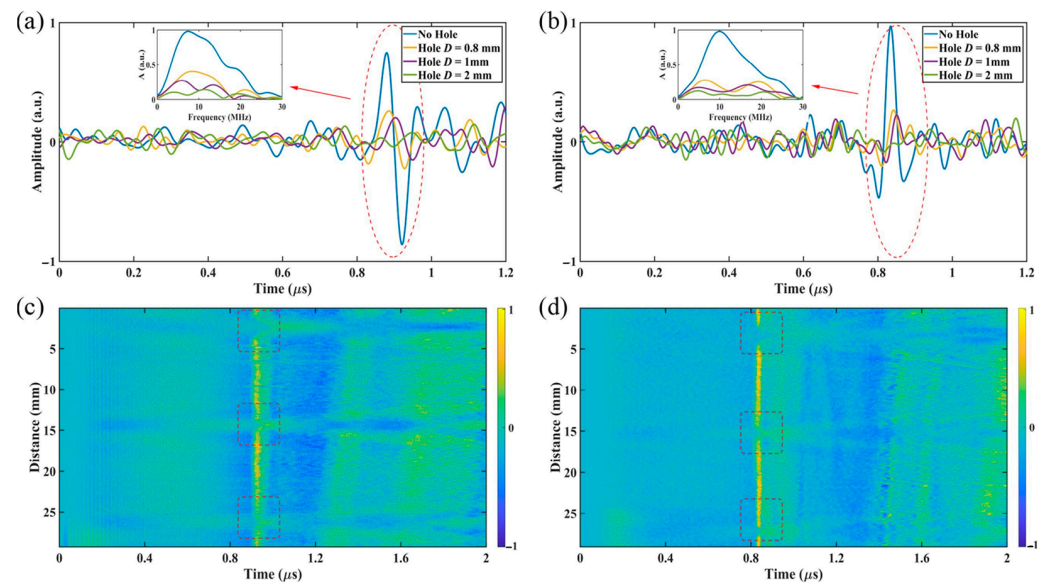 (a)
1
0
−1
Amplitude (a.u.)
0
0.2
0.4
0.6
0.8
1
1.2
Time (μs)
No Hole
Hole D = 0.8 mm
Hole D = 1mm
Hole D = 2 mm
1
0.5
0
A (a.u.)
0
10
20
30
Frequency (MHz)
(b)
1
0
−1
Amplitude (a.u.)
0
0.2
0.4
0.6
0.8
1
1.2
Time (μs)
No Hole
Hole D = 0.8 mm
Hole D = 1mm
Hole D = 2 mm
1
0.5
0
A (a.u.)
0
10
20
30
Frequency (MHz)
(c)
5
10
15
20
25
Distance (mm)
0
0.4
0.8
1.2
1.6
2
Time (μs)
1
0
−1
(d)
5
10
15
20
25
Distance (mm)
0
0.4
0.8
1.2
1.6
2
Time (μs)
1
0
−1